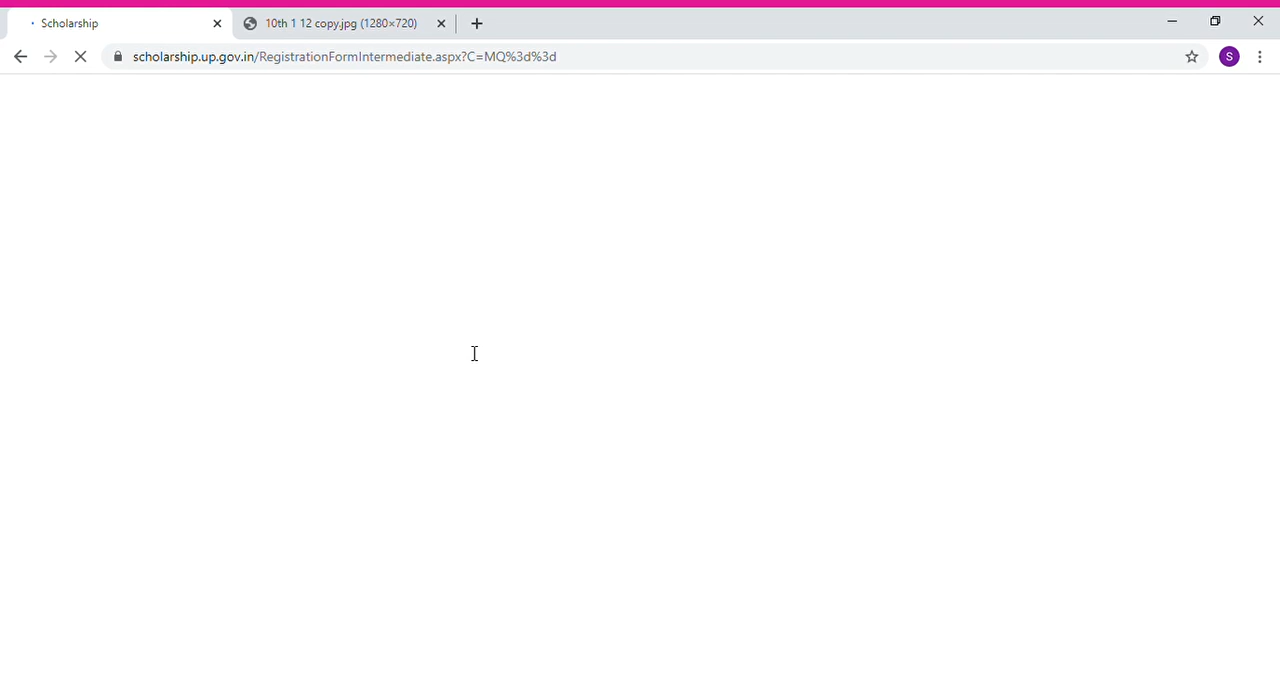 Scholarship
10th 1 12 copy.jpg (1280×720)
scholarship.up.gov.in/RegistrationFormIntermediate.aspx?C=MQ%3d%3d
S